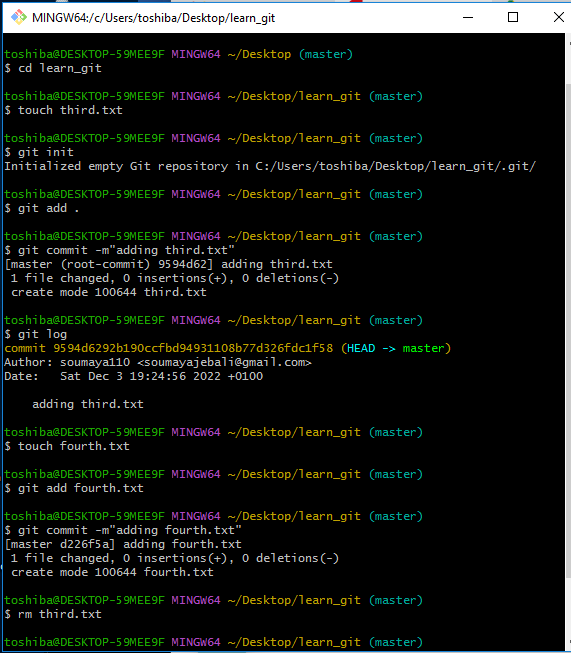 MINGW64:/c/Users/toshiba/Desktop/learn_git
toshiba@DESKTOP-59MEE9F MINGW64 ~/Desktop (master)
$ cd learn_git
toshiba@DESKTOP-59MEE9F MINGW64 ~/Desktop/learn_git (master)
$ touch third.txt
toshiba@DESKTOP-59MEE9F MINGW64 ~/Desktop/learn_git (master)
$ git init
Initialized empty Git repository in C:/Users/toshiba/Desktop/learn_git/.git/
toshiba@DESKTOP-59MEE9F MINGW64 ~/Desktop/learn_git (master)
$ git add .
toshiba@DESKTOP-59MEE9F MINGW64 ~/Desktop/learn_git (master)
$ git commit -m"adding third.txt"
[master (root-commit) 9594d62] adding third.txt
 1 file changed, 0 insertions(+), 0 deletions(-)
 create mode 100644 third.txt
toshiba@DESKTOP-59MEE9F MINGW64 ~/Desktop/learn_git (master)
$ git log
commit 9594d6292b190ccfbd94931108b77d326fdc1f58 (HEAD -> master)
Author: soumaya110 <soumayajebali@gmail.com>
Date:   Sat Dec 3 19:24:56 2022 +0100
    adding third.txt
toshiba@DESKTOP-59MEE9F MINGW64 ~/Desktop/learn_git (master)
$ touch fourth.txt
toshiba@DESKTOP-59MEE9F MINGW64 ~/Desktop/learn_git (master)
$ git add fourth.txt
toshiba@DESKTOP-59MEE9F MINGW64 ~/Desktop/learn_git (master)
$ git commit -m"adding fourth.txt"
[master d226f5a] adding fourth.txt
 1 file changed, 0 insertions(+), 0 deletions(-)
 create mode 100644 fourth.txt
toshiba@DESKTOP-59MEE9F MINGW64 ~/Desktop/learn_git (master)
$ rm third.txt
toshiba@DESKTOP-59MEE9F MINGW64 ~/Desktop/learn_git (master)